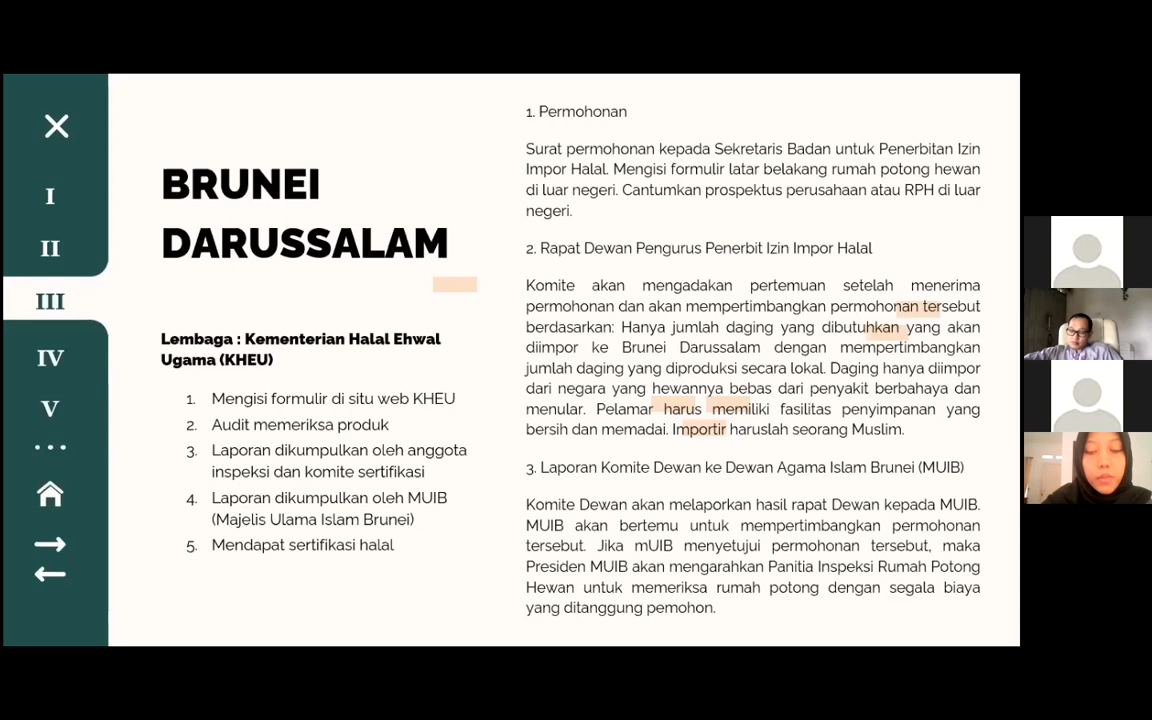 I
II
III
IV
V
...
BRUNEI
DARUSSALAM
Lembaga : Kementerian Halal Ehwal
Ugama (KHEU)
1. Mengisi formulir di situ web KHEU
2. Audit memeriksa produk
3. Laporan dikumpulkan oleh anggota
inspeksi dan komite sertifikasi
4. Laporan dikumpulkan oleh MUIB
(Majelis Ulama Islam Brunei)
5. Mendapat sertifikasi halal
1. Permohonan
Surat permohonan kepada Sekretaris Badan untuk Penerbitan Izin
Impor Halal. Mengisi formulir latar belakang rumah potong hewan
di luar negeri. Cantumkan prospektus perusahaan atau RPH di luar
negeri.
2. Rapat Dewan Pengurus Penerbit Izin Impor Halal
Komite akan mengadakan pertemuan setelah menerima
permohonan dan akan mempertimbangkan permohonan tersebut
berdasarkan: Hanya jumlah daging yang dibutuhkan yang akan
diimpor ke Brunei Darussalam dengan mempertimbangkan
jumlah daging yang diproduksi secara lokal. Daging hanya diimpor
dari negara yang hewannya bebas dari penyakit berbahaya dan
menular. Pelamar harus memiliki fasilitas penyimpanan yang
bersih dan memadai. Importir haruslah seorang Muslim.
3. Laporan Komite Dewan ke Dewan Agama Islam Brunei (MUIB)
Komite Dewan akan melaporkan hasil rapat Dewan kepada MUIB.
MUIB akan bertemu untuk mempertimbangkan permohonan
tersebut. Jika mUIB menyetujui permohonan tersebut, maka
Presiden MUIB akan mengarahkan Panitia Inspeksi Rumah Potong
Hewan untuk memeriksa rumah potong dengan segala biaya
yang ditanggung pemohon.